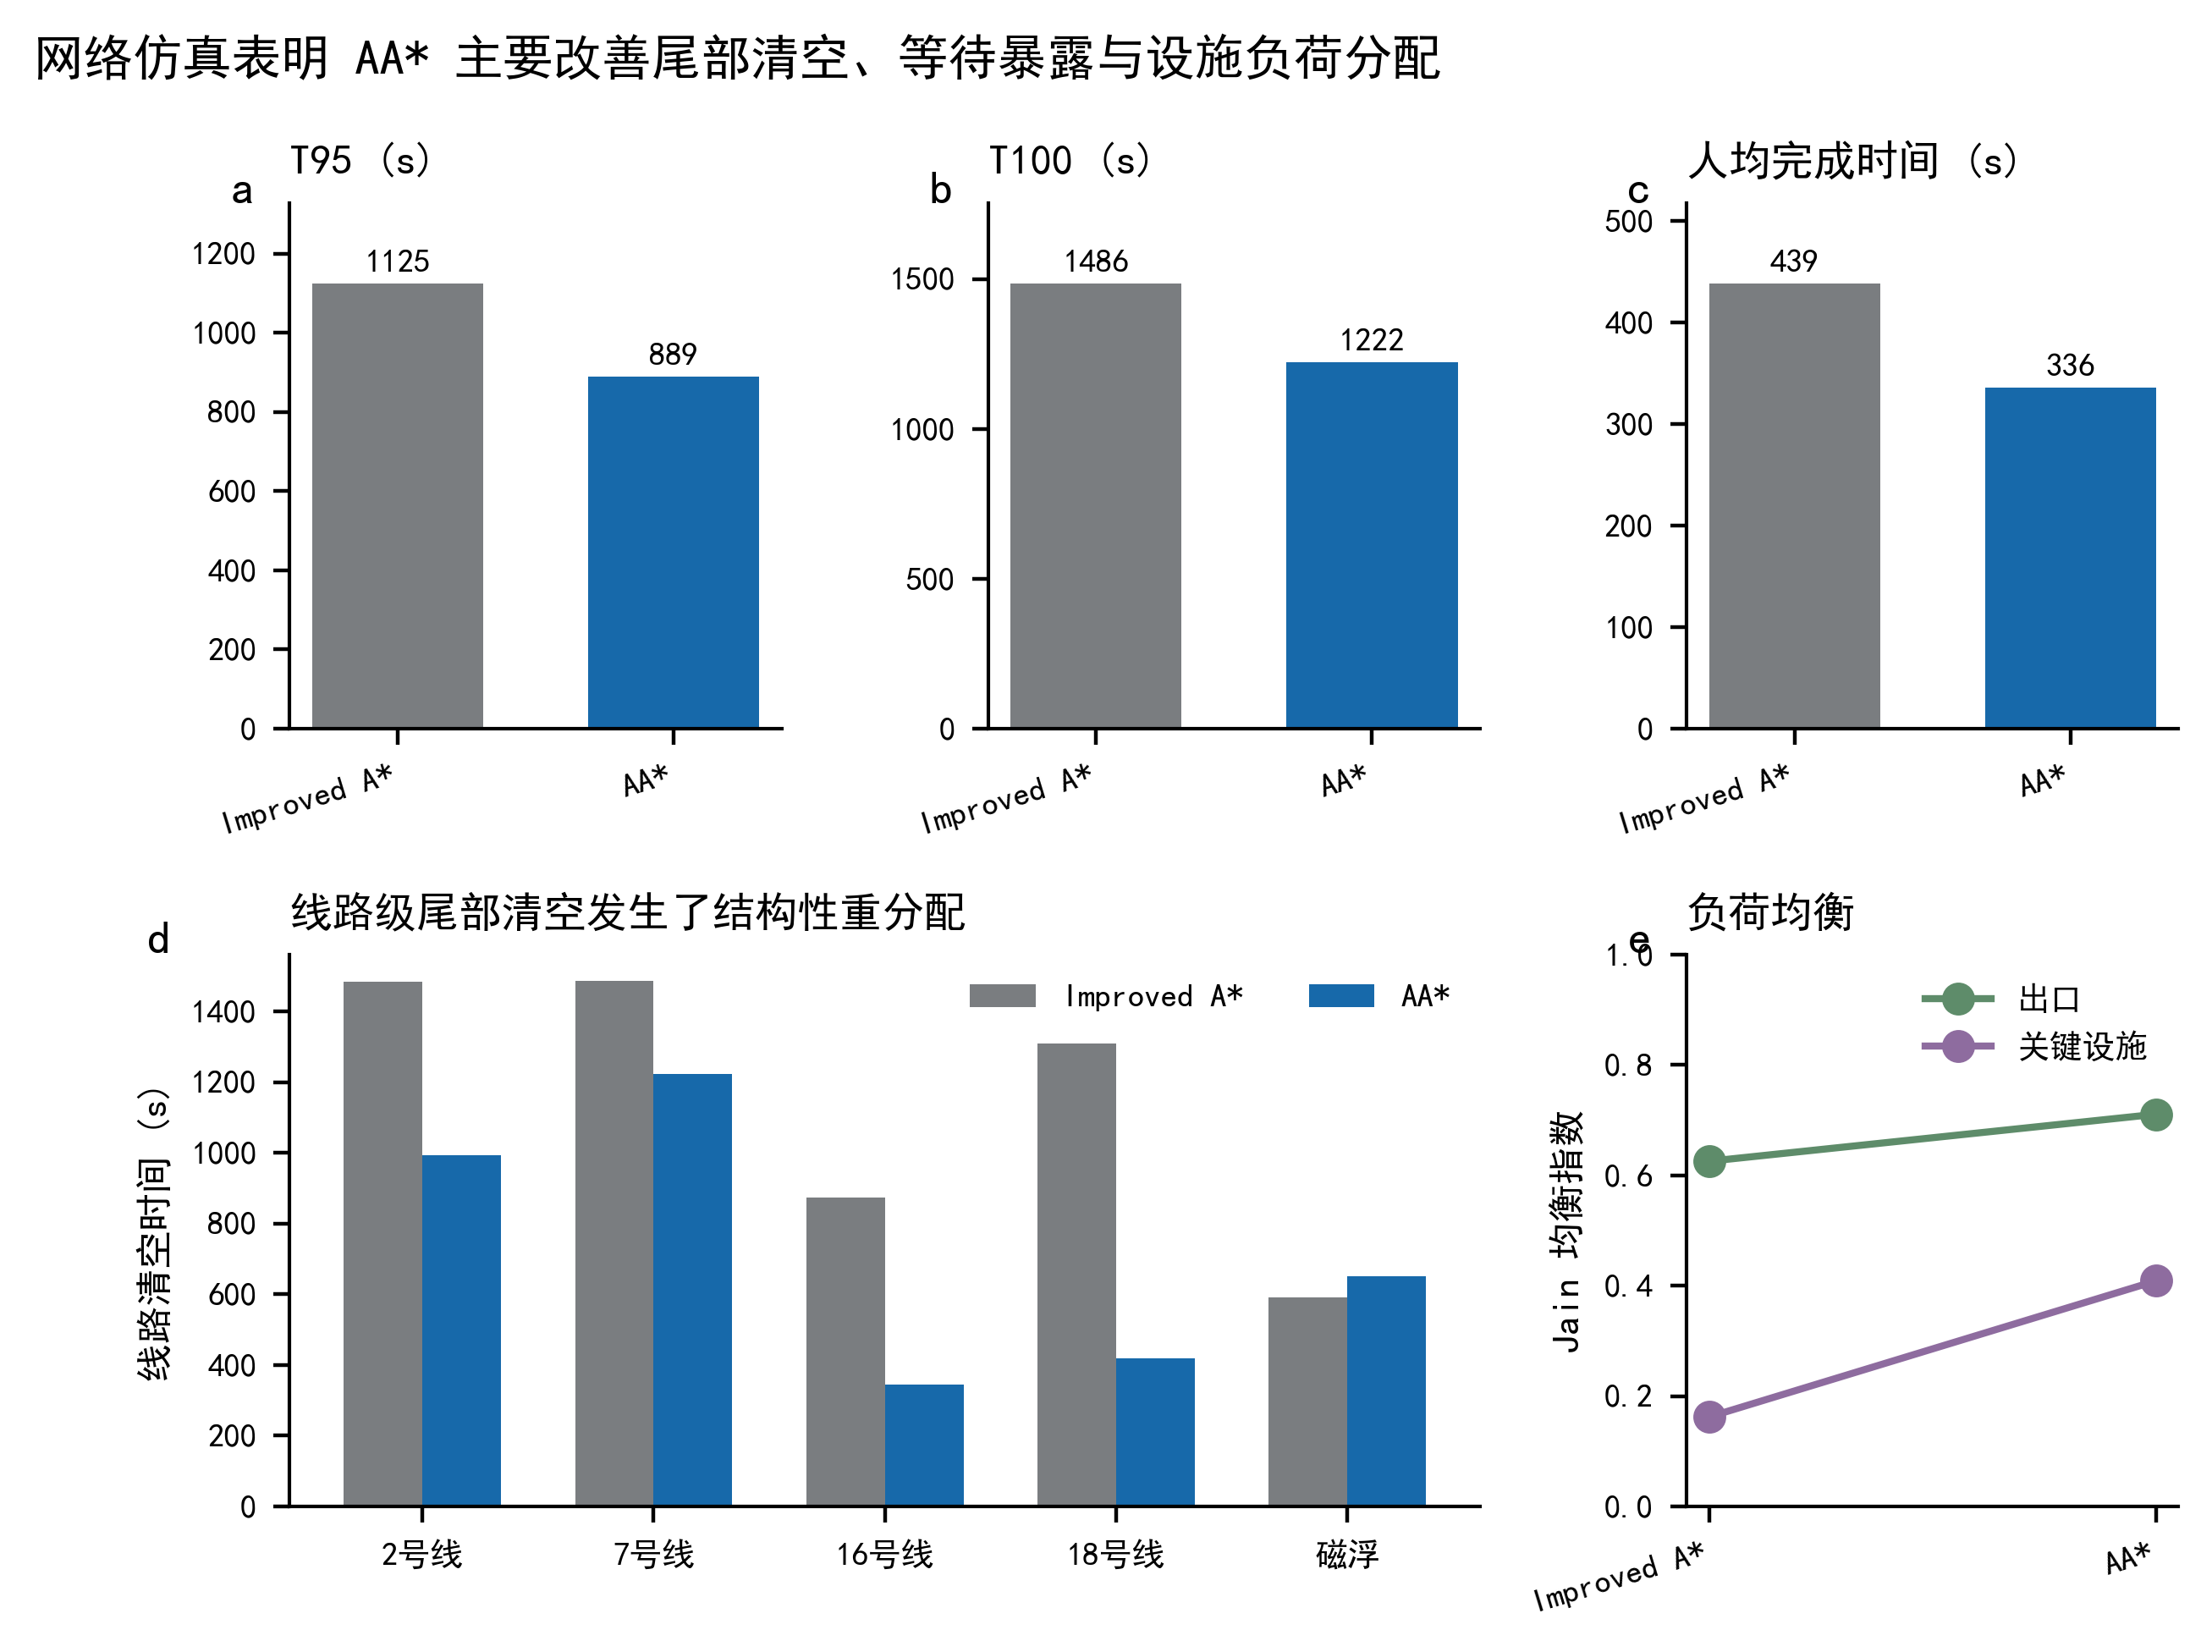 网络仿真表明 AA* 主要改善尾部清空、等待暴露与设施负荷分配
a
T95 (s)
1200
1000
800
600
400
200
0
1125
889
Improved A*
AA*
b
T100 (s)
1500
1000
500
0
1486
1222
Improved A*
AA*
c
人均完成时间 (s)
500
400
300
200
100
0
439
336
Improved A*
AA*
d
线路级尾部清空发生了结构性重分配
线路清空时间 (s)
1400
1200
1000
800
600
400
200
0
Improved A*
AA*
2号线
7号线
16号线
18号线
磁浮
e
负荷均衡
Jain 均衡指数
1.0
0.8
0.6
0.4
0.2
0.0
出口
关键设施
Improved A*
AA*